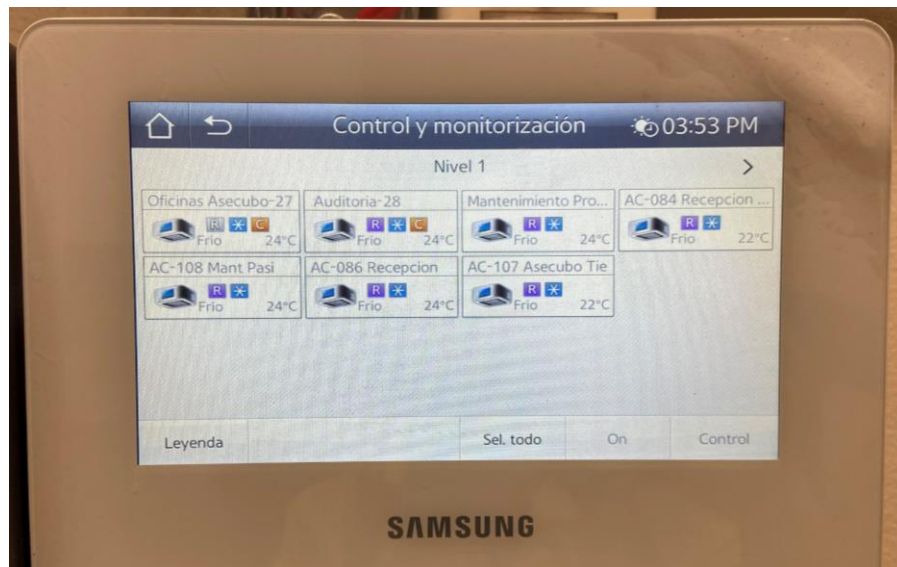 Control y monitorización 03:53 PM
Nivel 1 >
Oficinas Asecubo-27 Auditoria-28 Mantenimiento Pro... AC-084 Recepcion ...
R C R C R R
Frio 24°C Frio 24°C Frio 24°C Frio 22°C
AC-108 Mant Pasi AC-086 Recepcion AC-107 Asecubo Tie
R R R
Frio 24°C Frio 24°C Frio 22°C
Leyenda Sel. todo On Control
SAMSUNG